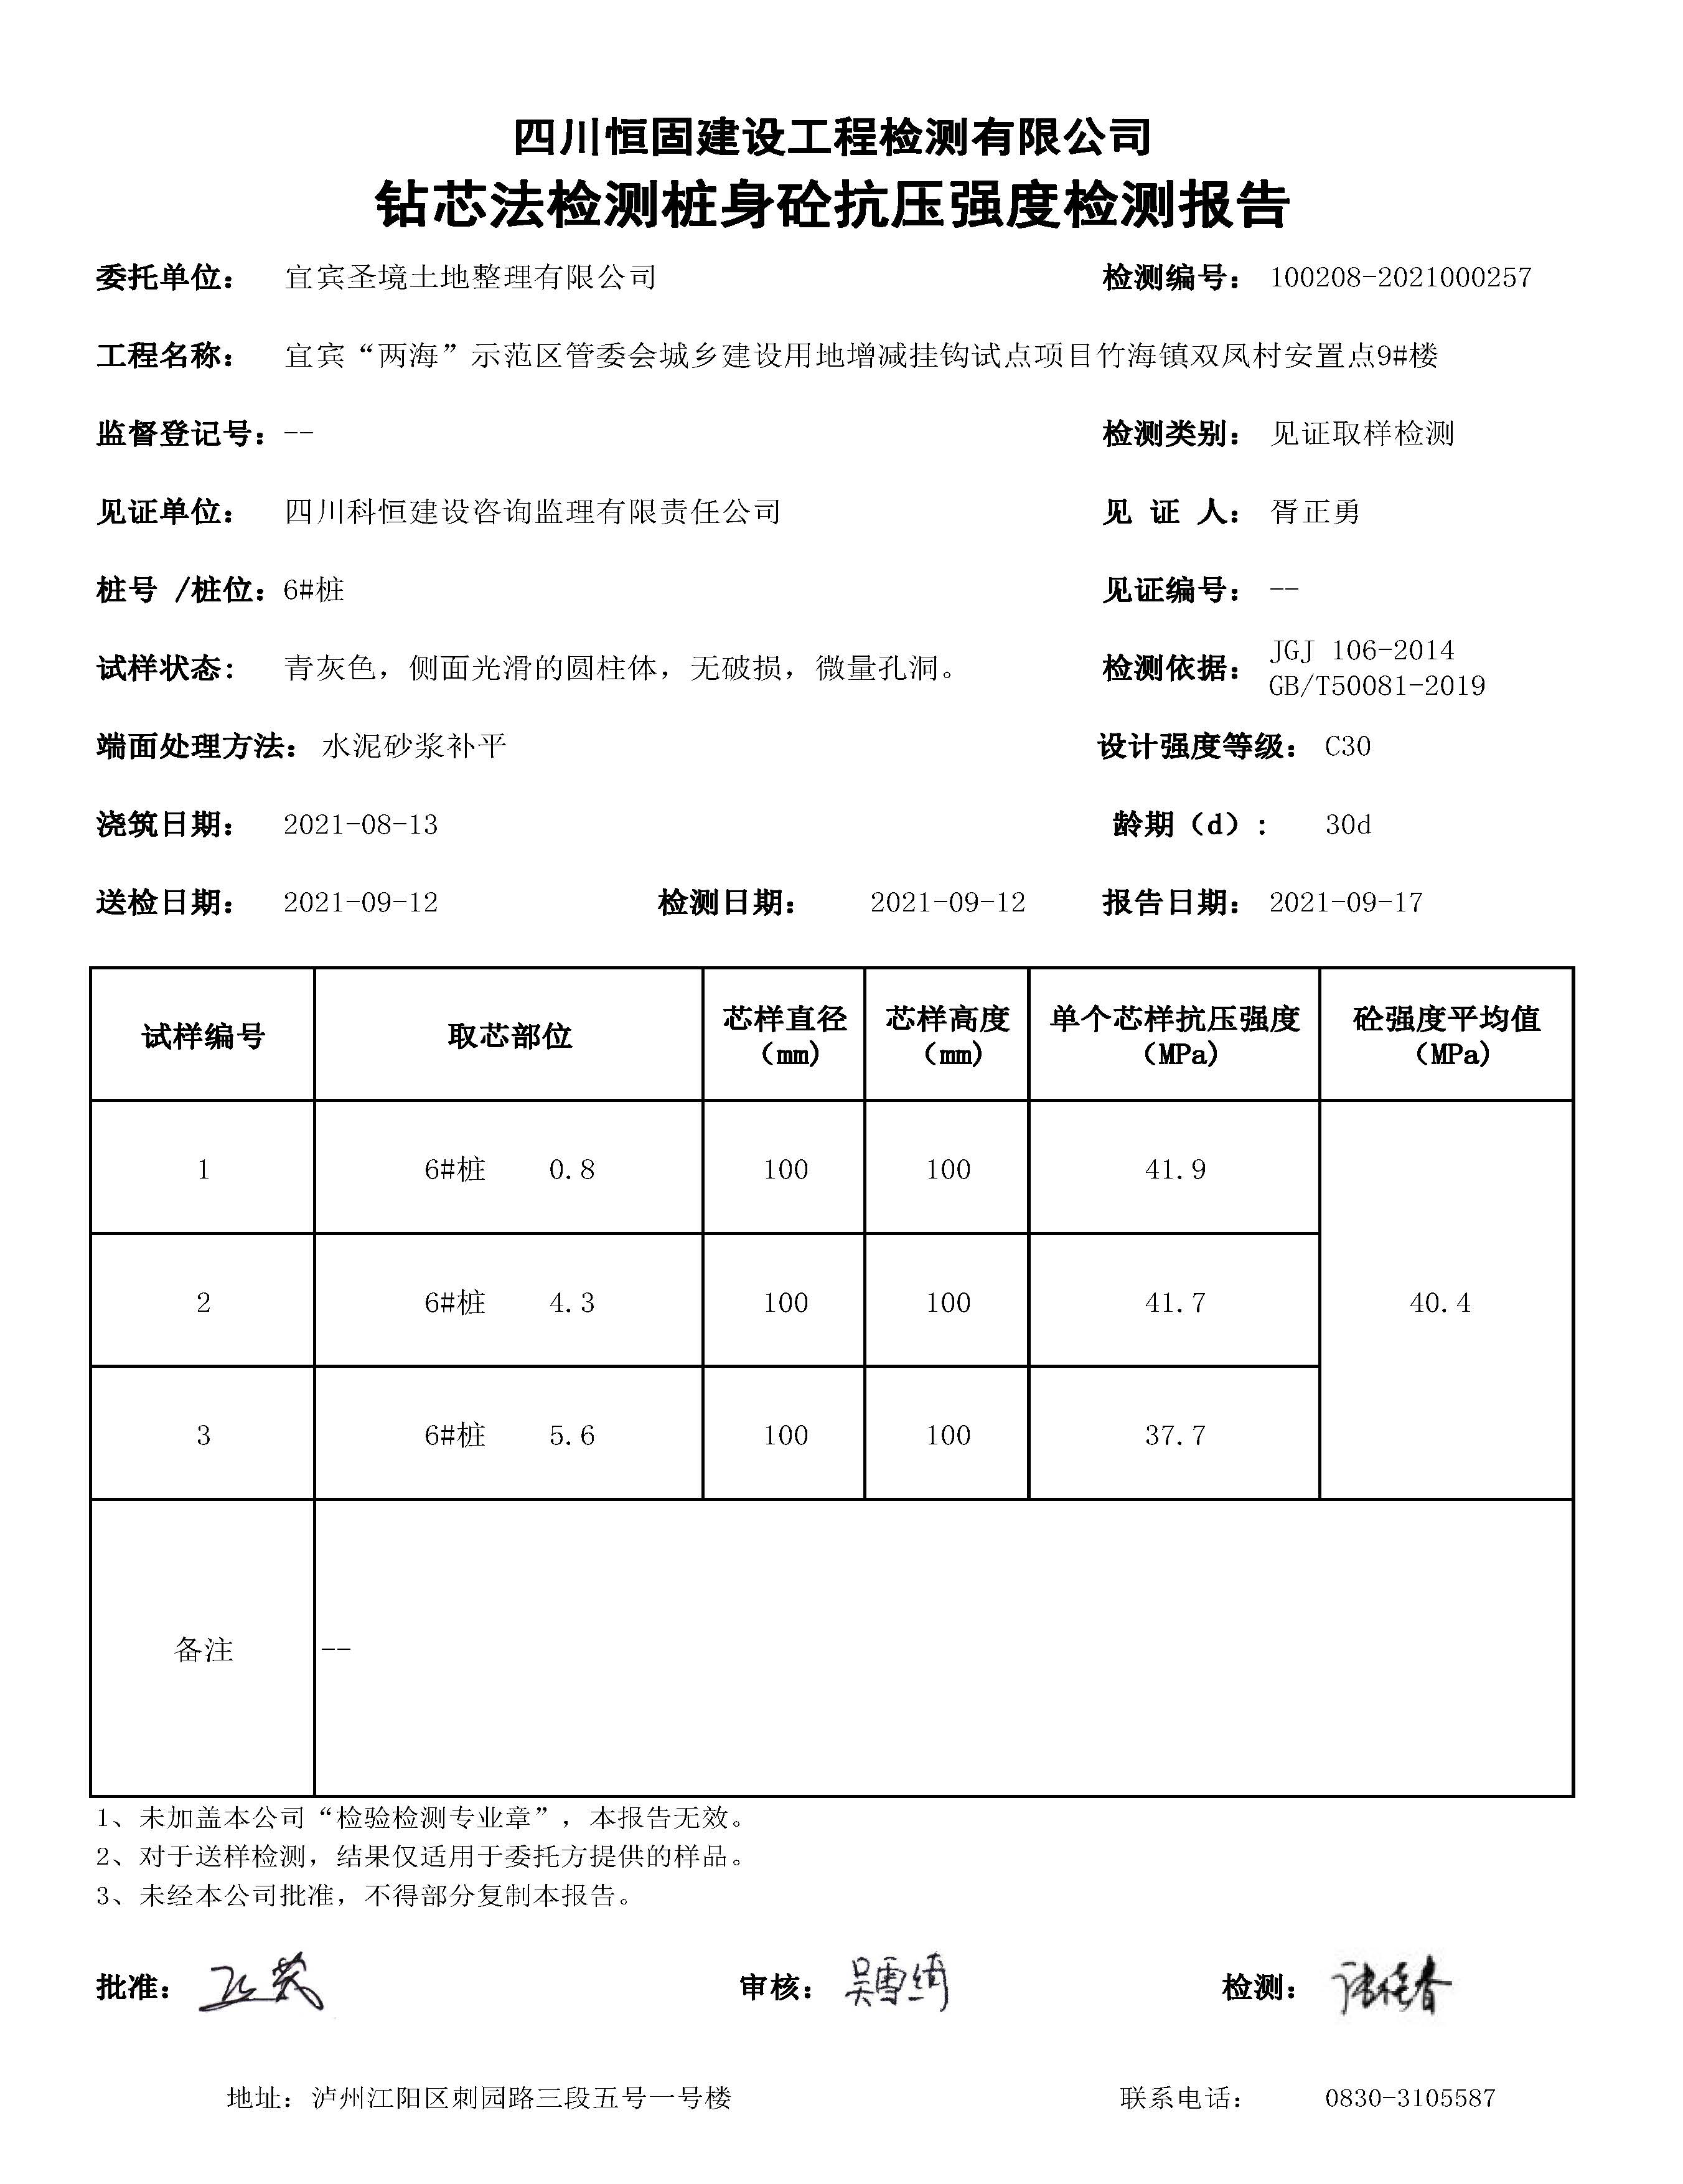 四川恒固建设工程检测有限公司
钻芯法检测桩身砼抗压强度检测报告
委托单位： 宜宾圣境土地整理有限公司 检测编号： 100208-2021000257
工程名称： 宜宾“两海”示范区管委会城乡建设用地增减挂钩试点项目竹海镇双凤村安置点9#楼
监督登记号：-- 检测类别： 见证取样检测
见证单位： 四川科恒建设咨询监理有限责任公司 见 证 人： 胥正勇
桩号 /桩位：6#桩 见证编号： --
试样状态： 青灰色，侧面光滑的圆柱体，无破损，微量孔洞。 检测依据： JGJ 106-2014
GB/T50081-2019
端面处理方法： 水泥砂浆补平 设计强度等级： C30
浇筑日期： 2021-08-13 龄期（d）： 30d
送检日期： 2021-09-12 检测日期： 2021-09-12 报告日期： 2021-09-17
试样编号 取芯部位 芯样直径（mm） 芯样高度（mm） 单个芯样抗压强度（MPa） 砼强度平均值（MPa）
1 6#桩 0.8 100 100 41.9
2 6#桩 4.3 100 100 41.7 40.4
3 6#桩 5.6 100 100 37.7
备注 --
1、未加盖本公司“检验检测专业章”，本报告无效。
2、对于送样检测，结果仅适用于委托方提供的样品。
3、未经本公司批准，不得部分复制本报告。
批准： 审核： 吴雪绮 检测：
地址：泸州江阳区刺园路三段五号一号楼 联系电话： 0830-3105587